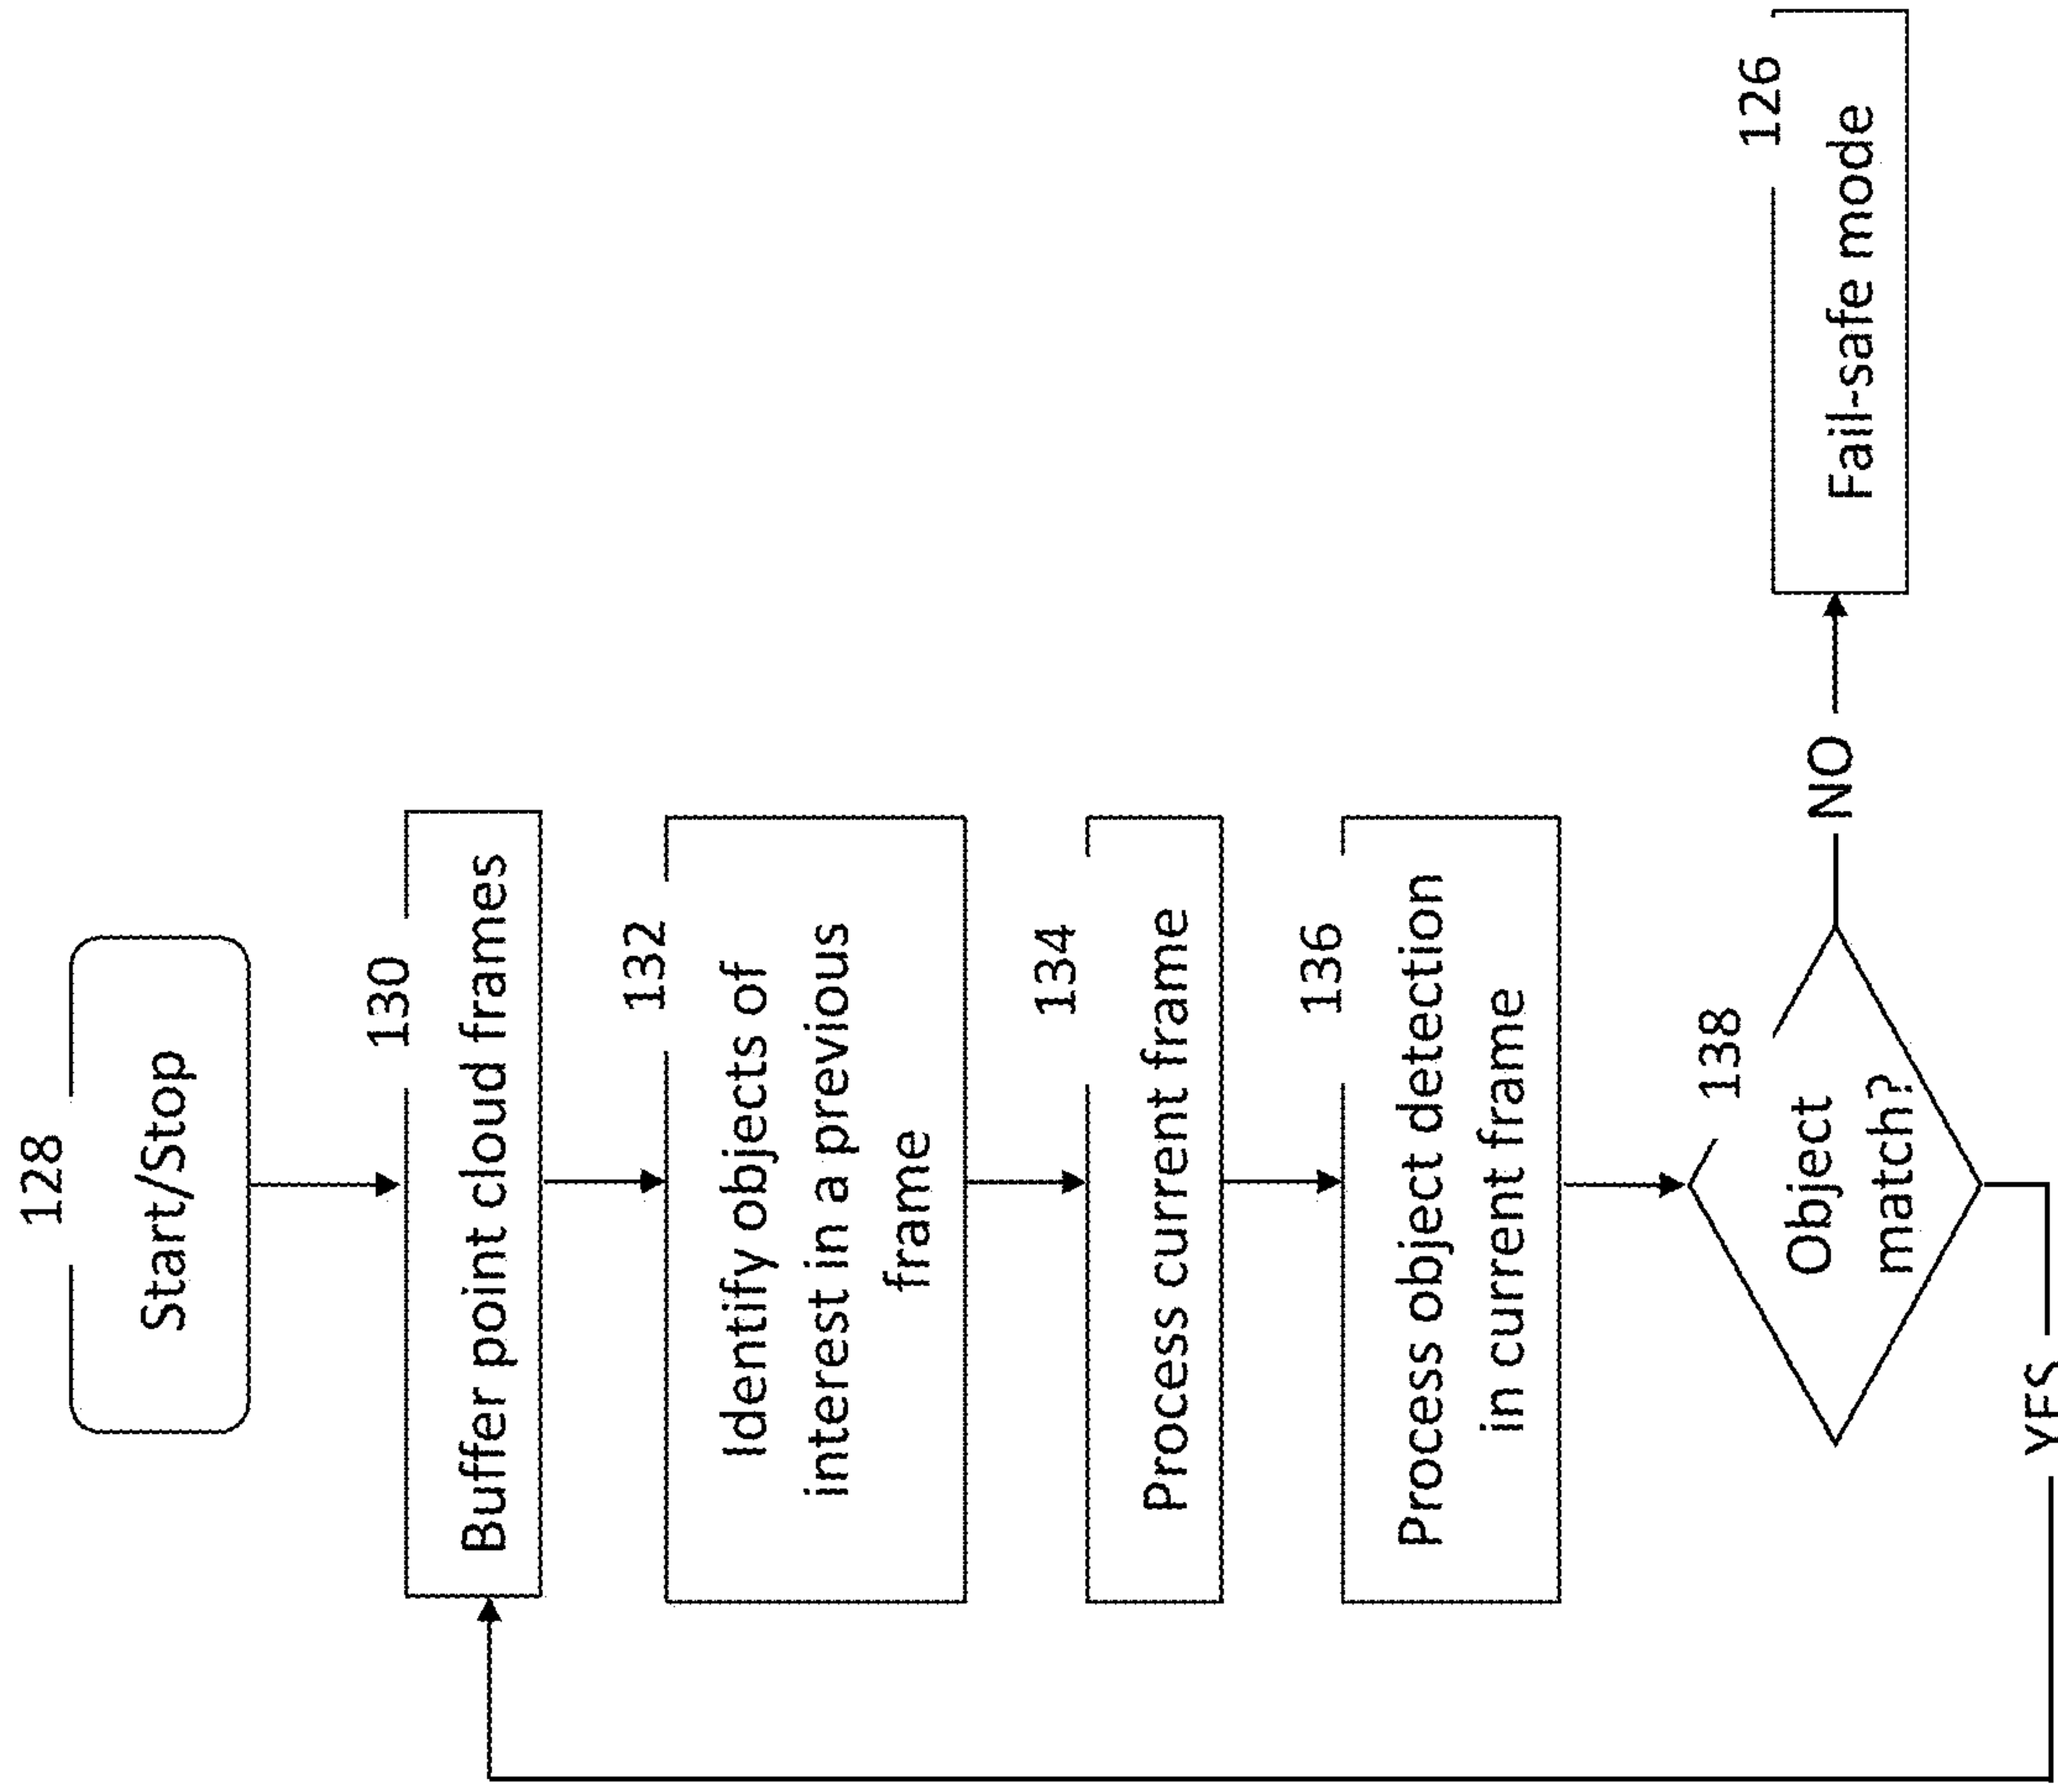 128
Start/Stop
130
Buffer point cloud frames
132
Identify objects of
interest in a previous
frame
134
Process current frame
136
Process object detection
in current frame
138
Object
match?
NO
126
Fail-safe mode
YES